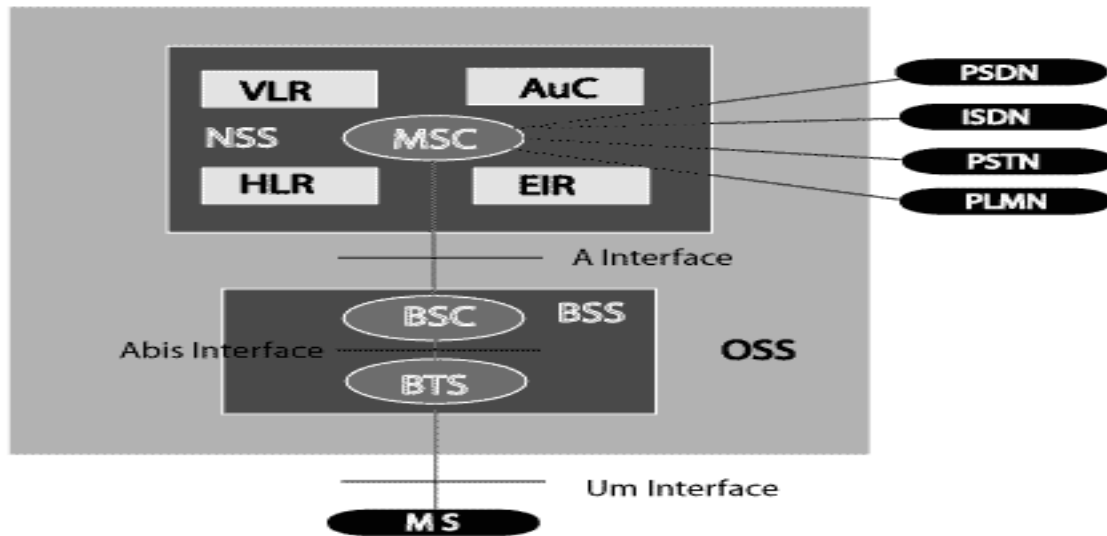 VLR
AuC
NSS
MSC
HLR
EIR
PSDN
ISDN
PSTN
PLMN
A Interface
BSC
BSS
Abis Interface
OSS
BTS
Um Interface
M S